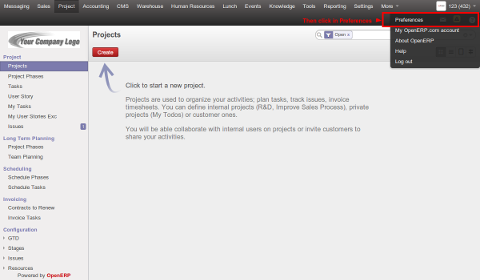 Messaging Sales Project Accounting CMS Warehouse Human Resources Lunch Events Knowledge Tools Reporting Settings More 123 (432)
Then click in Preferences
Preferences
My OpenERP.com account
About OpenERP
Help
Log out
Your Company Logo
Projects
Open x
Create
Project
Projects
Project Phases
Tasks
User Story
My Tasks
My User Stories Exc
Issues
Long Term Planning
Project Phases
Team Planning
Scheduling
Schedule Phases
Schedule Tasks
Invoicing
Contracts to Renew
Invoice Tasks
Configuration
GTD
Stages
Issues
Resources
Powered by OpenERP
Click to start a new project.
Projects are used to organize your activities; plan tasks, track issues, invoice
timesheets. You can define internal projects (R&D, Improve Sales Process), private
projects (My Todos) or customer ones.
You will be able collaborate with internal users on projects or invite customers to
share your activities.